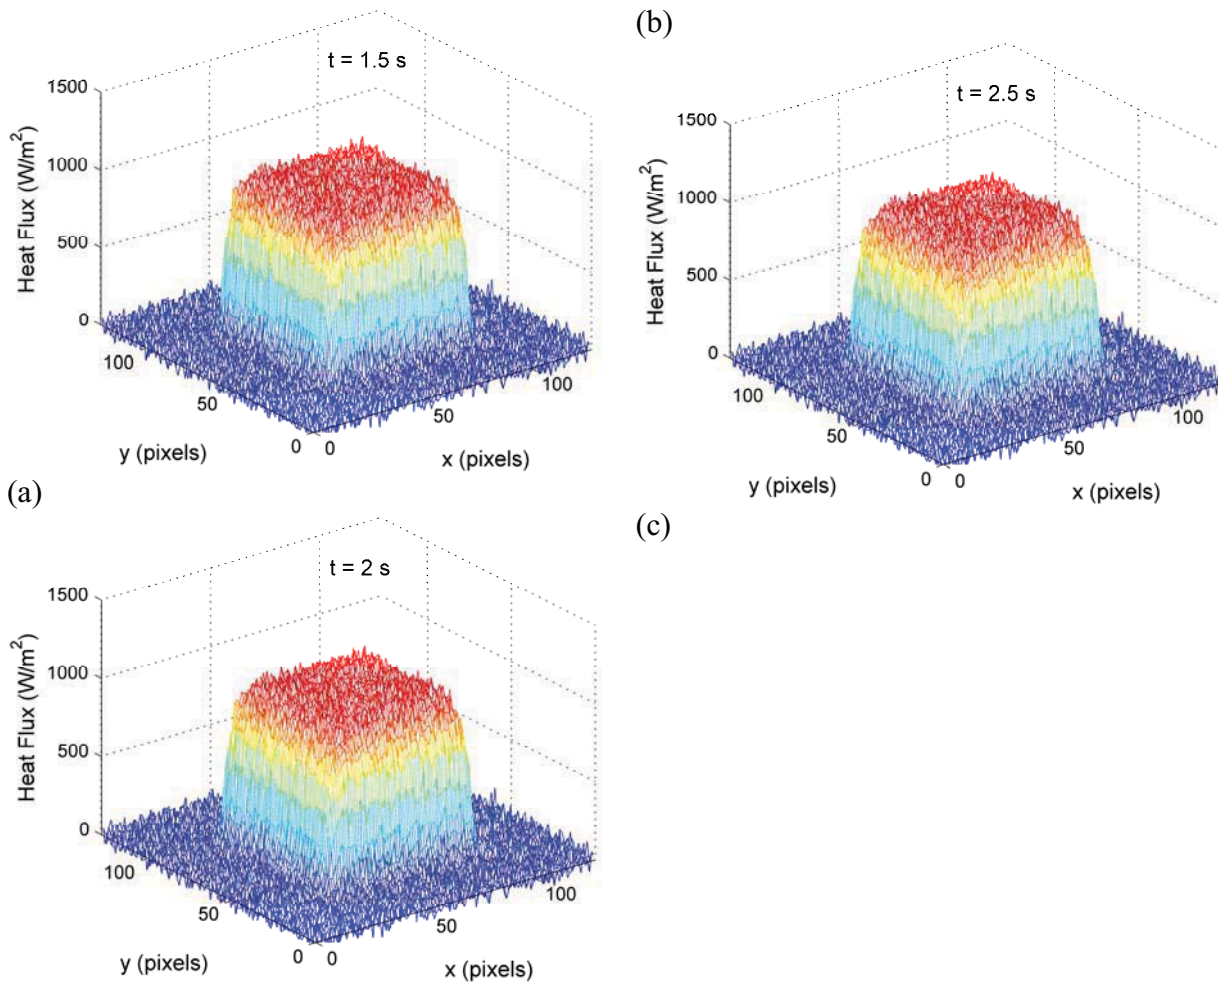 t = 1.5 s
1500
1000
500
0
Heat Flux (W/m²)
100
50
0
y (pixels)
0
50
100
x (pixels)
(a)
(b)
t = 2.5 s
1500
1000
500
0
Heat Flux (W/m²)
100
50
0
y (pixels)
0
50
100
x (pixels)
(c)
t = 2 s
1500
1000
500
0
Heat Flux (W/m²)
100
50
0
y (pixels)
0
50
100
x (pixels)